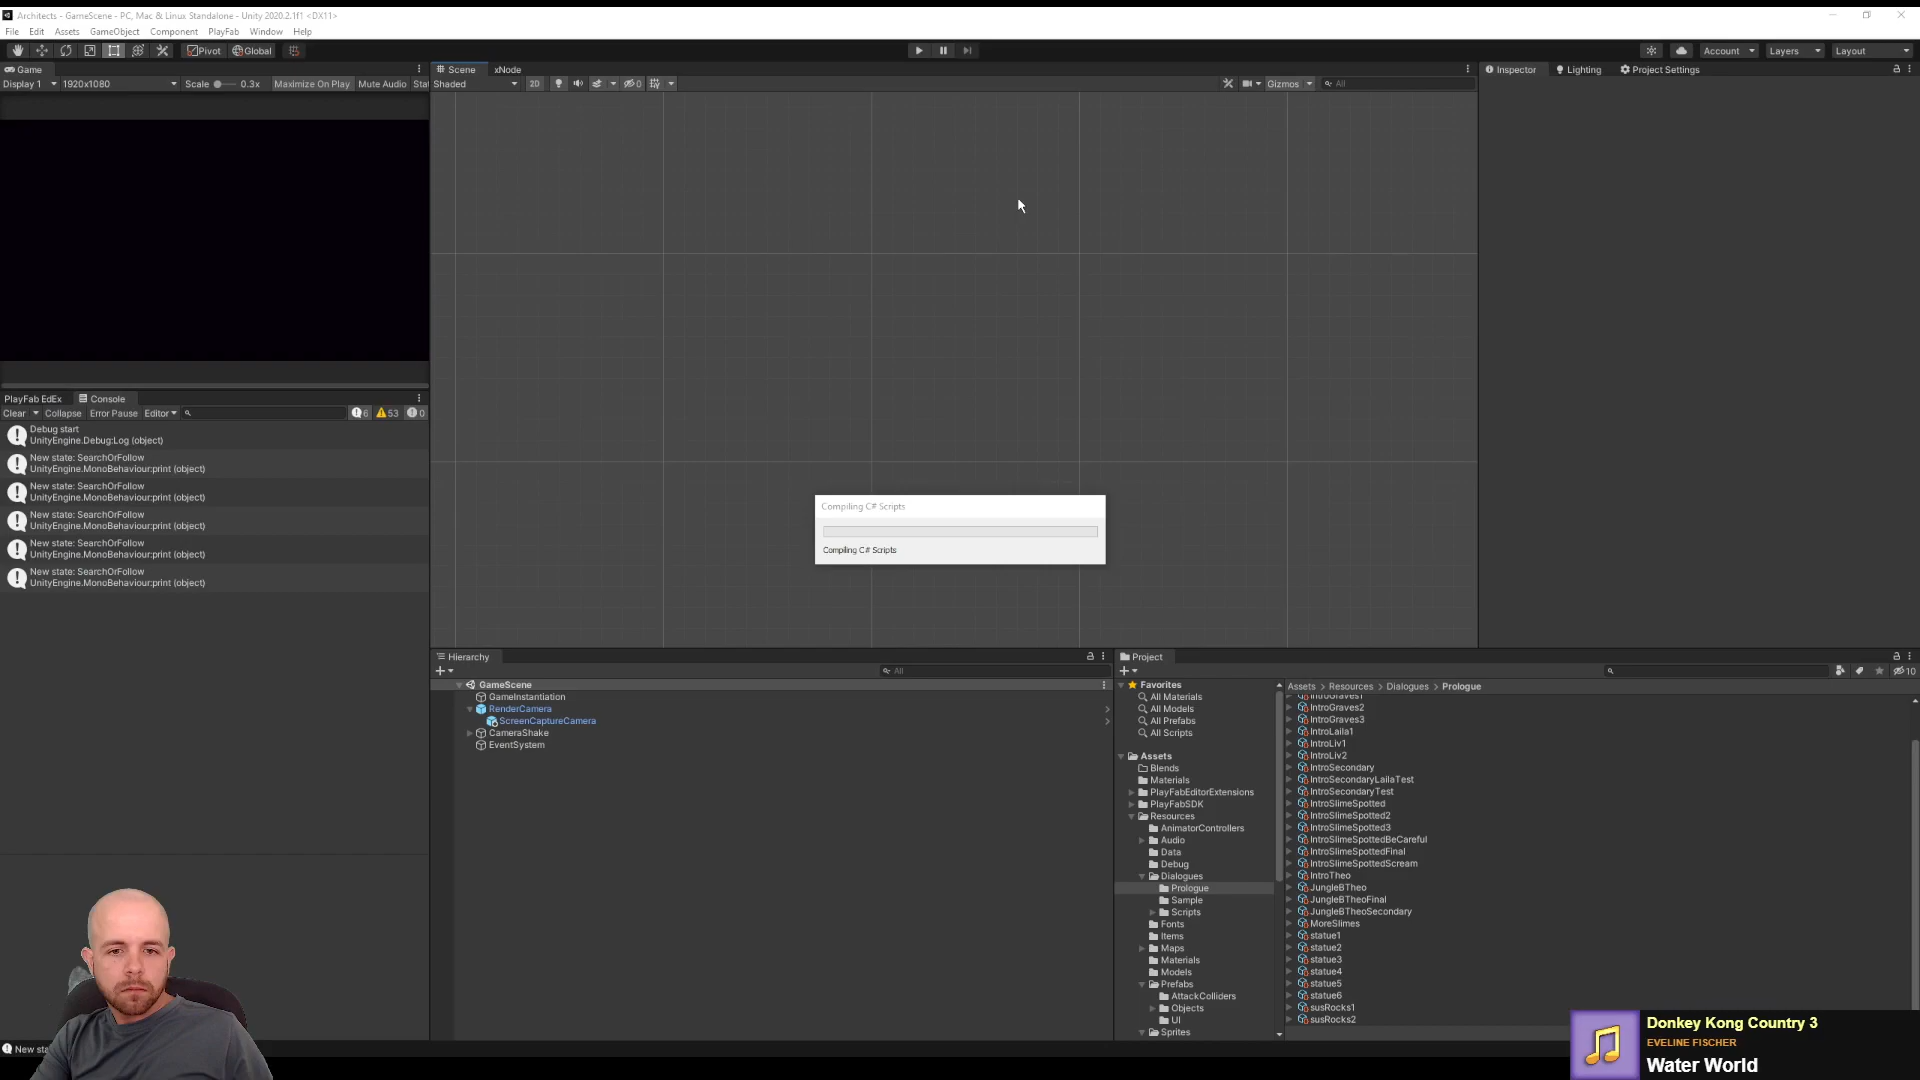 Architects - GameScene - PC, Mac & Linux Standalone - Unity 2020.2.1f1 <DX11>
File Edit Assets GameObject Component PlayFab Window Help
Pivot Global Account Layers Layout
Game
Display 1 1920x1080 Scale 0.3x Maximize On Play Mute Audio Stat
Scene xNode
Shaded 2D 0 Gizmos All
Inspector Lighting Project Settings
PlayFab EdEx Console
Clear Collapse Error Pause Editor 6 53 0
Debug start
UnityEngine.Debug:Log (object)
New state: SearchOrFollow
UnityEngine.MonoBehaviour:print (object)
New state: SearchOrFollow
UnityEngine.MonoBehaviour:print (object)
New state: SearchOrFollow
UnityEngine.MonoBehaviour:print (object)
New state: SearchOrFollow
UnityEngine.MonoBehaviour:print (object)
New state: SearchOrFollow
UnityEngine.MonoBehaviour:print (object)
New sta
Compiling C# Scripts
Compiling C# Scripts
Hierarchy
All
GameScene
GameInstantiation
RenderCamera
ScreenCaptureCamera
CameraShake
EventSystem
Project
10
Favorites
All Materials
All Models
All Prefabs
All Scripts
Assets
Blends
Materials
PlayFabEditorExtensions
PlayFabSDK
Resources
AnimatorControllers
Audio
Data
Debug
Dialogues
Prologue
Sample
Scripts
Fonts
Items
Maps
Materials
Models
Prefabs
AttackColliders
Objects
UI
Sprites
Assets > Resources > Dialogues > Prologue
IntroGraves1
IntroGraves2
IntroGraves3
IntroLaila1
IntroLiv1
IntroLiv2
IntroSecondary
IntroSecondaryLailaTest
IntroSecondaryTest
IntroSlimeSpotted
IntroSlimeSpotted2
IntroSlimeSpotted3
IntroSlimeSpottedBeCareful
IntroSlimeSpottedFinal
IntroSlimeSpottedScream
IntroTheo
JungleBTheo
JungleBTheoFinal
JungleBTheoSecondary
MoreSlimes
statue1
statue2
statue3
statue4
statue5
statue6
susRocks1
susRocks2
Donkey Kong Country 3
EVELINE FISCHER
Water World